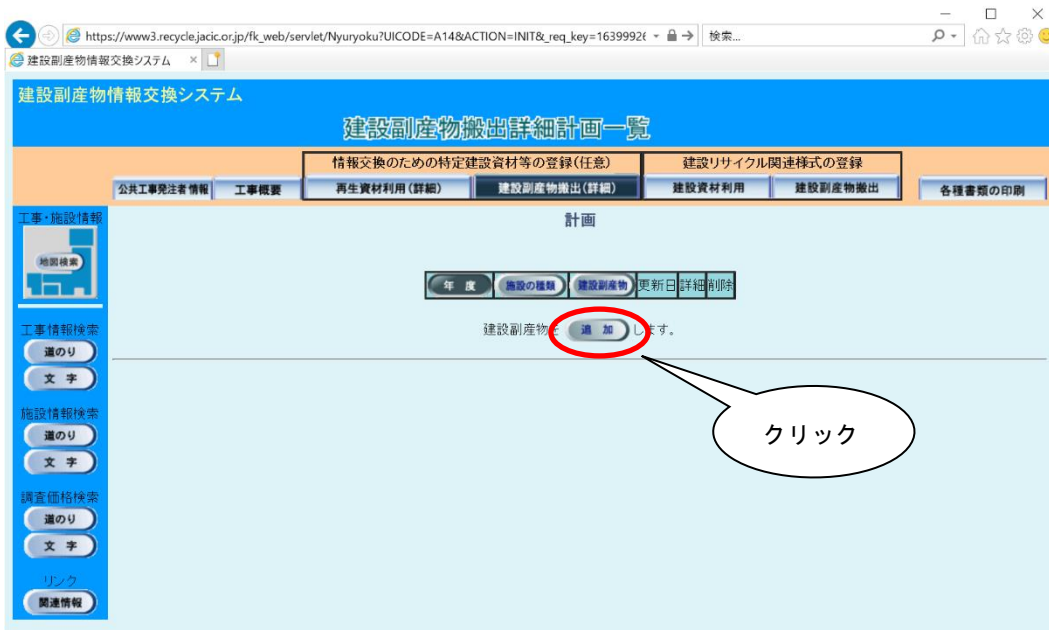 https://www3.recycle.jacic.or.jp/fk_web/servlet/Nyuryoku?UICODE=A14&ACTION=INIT&_req_key=1639992 検索...
建設副産物情報交換システム ×
建設副産物情報交換システム
建設副産物搬出詳細計画一覧
情報交換のための特定建設資材等の登録(任意) 建設リサイクル関連様式の登録
公共工事発注者情報 工事概要 再生資材利用(詳細) 建設副産物搬出(詳細) 建設資材利用 建設副産物搬出 各種書類の印刷
工事・施設情報
計画
地図検索
年 度 施設の種類 建設副産物 更新日 詳細 削除
工事情報検索
建設副産物を 追 加 します。
道のり
文 字
施設情報検索
道のり
クリック
文 字
調査価格検索
道のり
文 字
リンク
関連情報